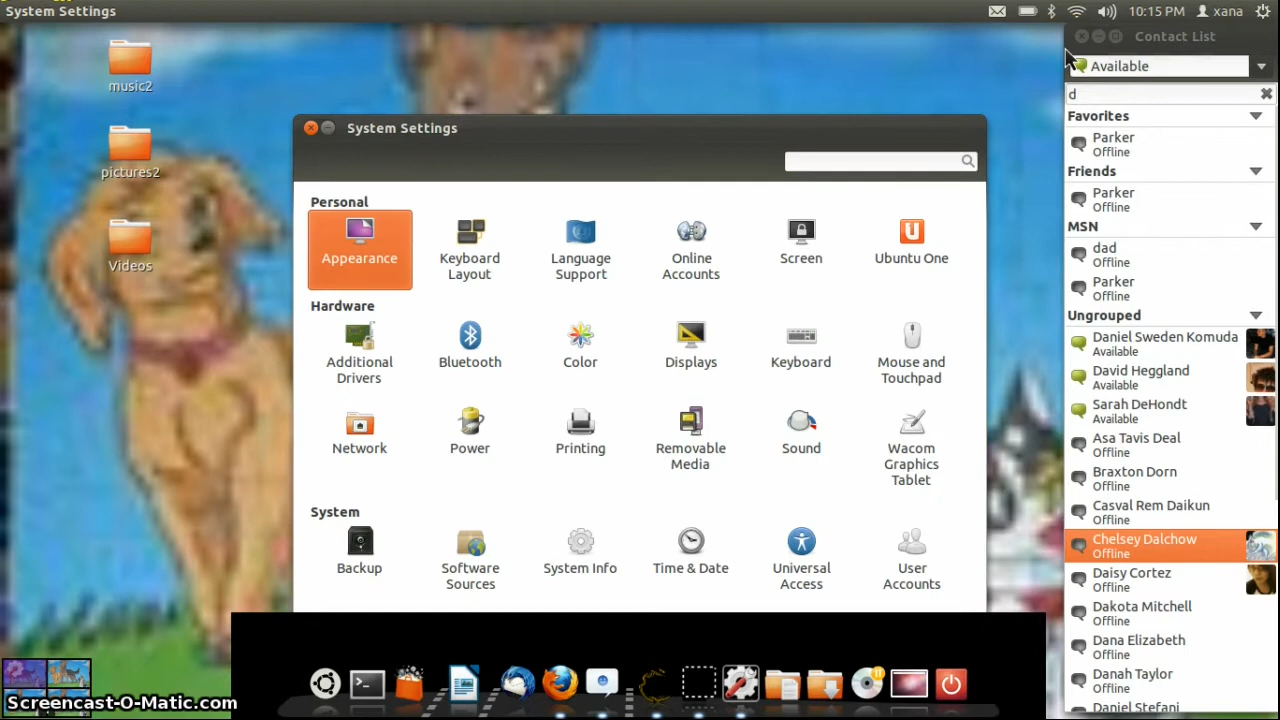 System Settings
10:15 PM
xana
music2
pictures2
Videos
System Settings
Personal
Appearance
Keyboard
Layout
Language
Support
Online
Accounts
Screen
Ubuntu One
Hardware
Additional
Drivers
Bluetooth
Color
Displays
Keyboard
Mouse and
Touchpad
Network
Power
Printing
Removable
Media
Sound
Wacom
Graphics
Tablet
System
Backup
Software
Sources
System Info
Time & Date
Universal
Access
User
Accounts
Contact List
Available
d
Favorites
Parker
Offline
Friends
Parker
Offline
MSN
dad
Offline
Parker
Offline
Ungrouped
Daniel Sweden Komuda
Available
David Heggland
Available
Sarah DeHondt
Available
Asa Tavis Deal
Offline
Braxton Dorn
Offline
Casval Rem Daikun
Offline
Chelsey Dalchow
Offline
Daisy Cortez
Offline
Dakota Mitchell
Offline
Dana Elizabeth
Offline
Danah Taylor
Offline
Daniel Stefani
Screencast-O-Matic.com